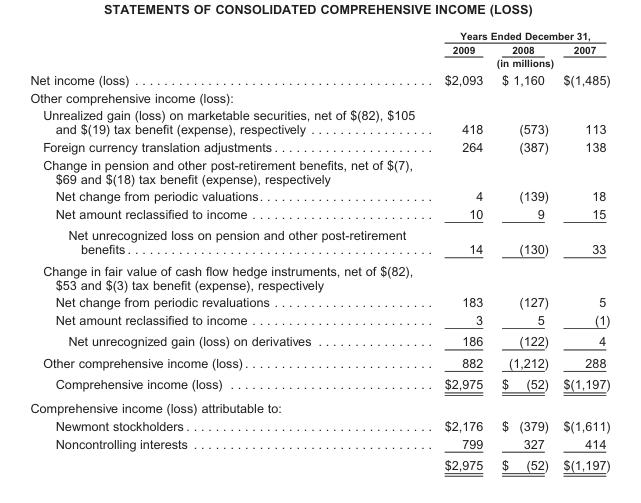 STATEMENTS OF CONSOLIDATED COMPREHENSIVE INCOME (LOSS)
Years Ended December 31,
2009 2008 2007
(in millions)
Net income (loss) . . . . . . . . . . . . . . . . . . . . . . . . . . . . . . . . . . . . . . . . $2,093 $ 1,160 $(1,485)
Other comprehensive income (loss):
Unrealized gain (loss) on marketable securities, net of $(82), $105
and $(19) tax benefit (expense), respectively . . . . . . . . . . . . . . . . 418 (573) 113
Foreign currency translation adjustments . . . . . . . . . . . . . . . . . . . . . 264 (387) 138
Change in pension and other post-retirement benefits, net of $(7),
$69 and $(18) tax benefit (expense), respectively
Net change from periodic valuations . . . . . . . . . . . . . . . . . . . . . . . 4 (139) 18
Net amount reclassified to income . . . . . . . . . . . . . . . . . . . . . . . . 10 9 15
Net unrecognized loss on pension and other post-retirement
benefits . . . . . . . . . . . . . . . . . . . . . . . . . . . . . . . . . . . . . . . . 14 (130) 33
Change in fair value of cash flow hedge instruments, net of $(82),
$53 and $(3) tax benefit (expense), respectively
Net change from periodic revaluations . . . . . . . . . . . . . . . . . . . . . 183 (127) 5
Net amount reclassified to income . . . . . . . . . . . . . . . . . . . . . . . . 3 5 (1)
Net unrecognized gain (loss) on derivatives . . . . . . . . . . . . . . . 186 (122) 4
Other comprehensive income (loss) . . . . . . . . . . . . . . . . . . . . . . . . 882 (1,212) 288
Comprehensive income (loss) . . . . . . . . . . . . . . . . . . . . . . . . . . $2,975 $ (52) $(1,197)
Comprehensive income (loss) attributable to:
Newmont stockholders . . . . . . . . . . . . . . . . . . . . . . . . . . . . . . . . $2,176 $ (379) $(1,611)
Noncontrolling interests . . . . . . . . . . . . . . . . . . . . . . . . . . . . . . . 799 327 414
$2,975 $ (52) $(1,197)